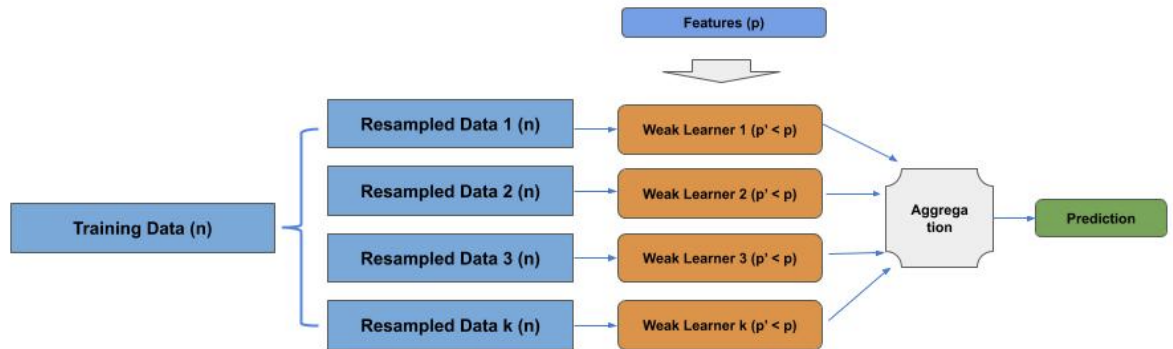 Features (p)
Resampled Data 1 (n)
Weak Learner 1 (p' < p)
Resampled Data 2 (n)
Weak Learner 2 (p' < p)
Training Data (n)
Aggrega
tion
Prediction
Resampled Data 3 (n)
Weak Learner 3 (p' < p)
Resampled Data k (n)
Weak Learner k (p' < p)